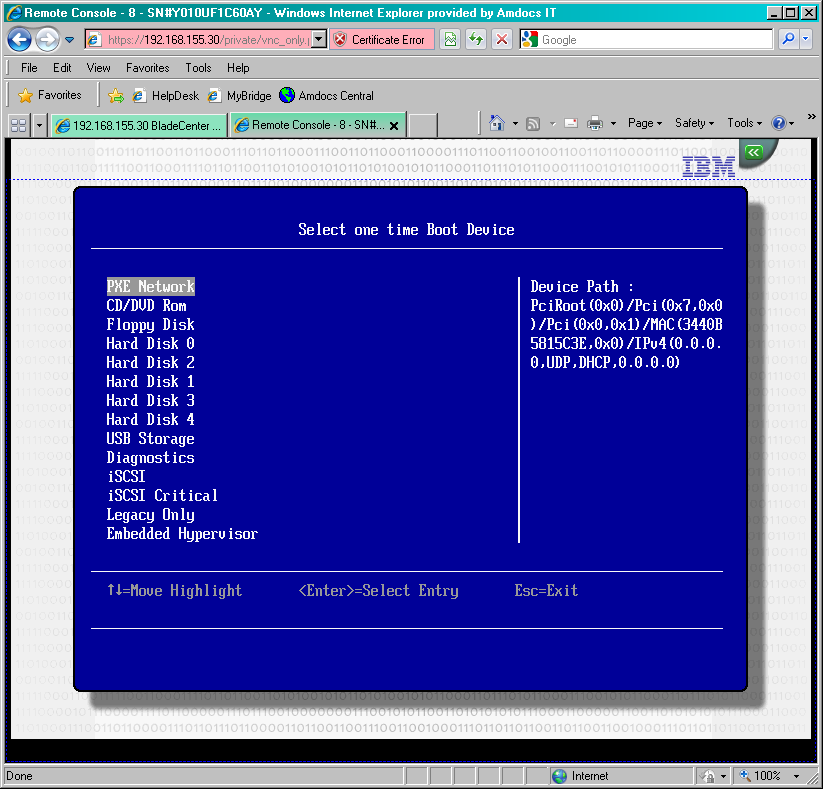 Remote Console - 8 - SN#Y010UF1C60AY - Windows Internet Explorer provided by Amdocs IT
https://192.168.155.30/private/vnc_only. Certificate Error Google
File Edit View Favorites Tools Help
Favorites HelpDesk MyBridge Amdocs Central
192.168.155.30 BladeCenter ... Remote Console - 8 - SN#... x Page Safety Tools »
IBM
Select one time Boot Device
PXE Network
CD/DVD Rom
Floppy Disk
Hard Disk 0
Hard Disk 2
Hard Disk 1
Hard Disk 3
Hard Disk 4
USB Storage
Diagnostics
iSCSI
iSCSI Critical
Legacy Only
Embedded Hypervisor
Device Path :
PciRoot(0x0)/Pci(0x7,0x0
)/Pci(0x0,0x1)/MAC(3440B
5815C3E,0x0)/IPv4(0.0.0.
0,UDP,DHCP,0.0.0.0)
↑↓=Move Highlight <Enter>=Select Entry Esc=Exit
Done Internet 100%